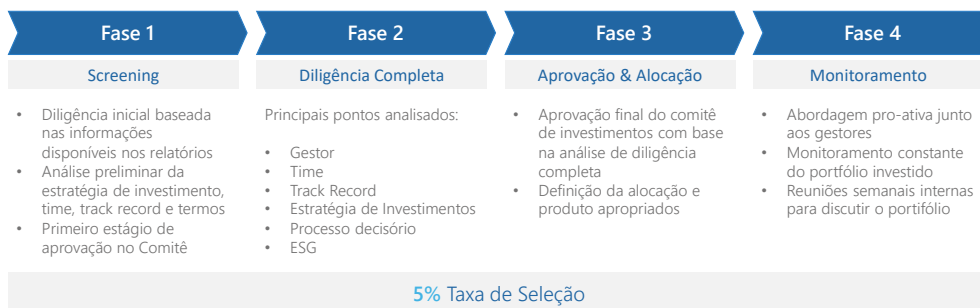 Fase 1
Screening
• Diligência inicial baseada
nas informações
disponíveis nos relatórios
• Análise preliminar da
estratégia de investimento,
time, track record e termos
• Primeiro estágio de
aprovação no Comitê
Fase 2
Diligência Completa
Principais pontos analisados:
• Gestor
• Time
• Track Record
• Estratégia de Investimentos
• Processo decisório
• ESG
Fase 3
Aprovação & Alocação
• Aprovação final do comitê
de investimentos com base
na análise de diligência
completa
• Definição da alocação e
produto apropriados
Fase 4
Monitoramento
• Abordagem pro-ativa junto
aos gestores
• Monitoramento constante
do portfólio investido
• Reuniões semanais internas
para discutir o portifólio
5% Taxa de Seleção